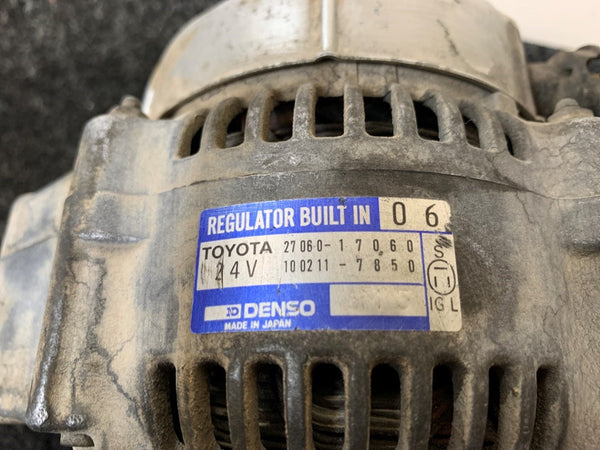 REGULATOR BUILT IN 06
TOYOTA 27060-17060
24V 100211-7850
S
DENSO
MADE IN JAPAN
IG L